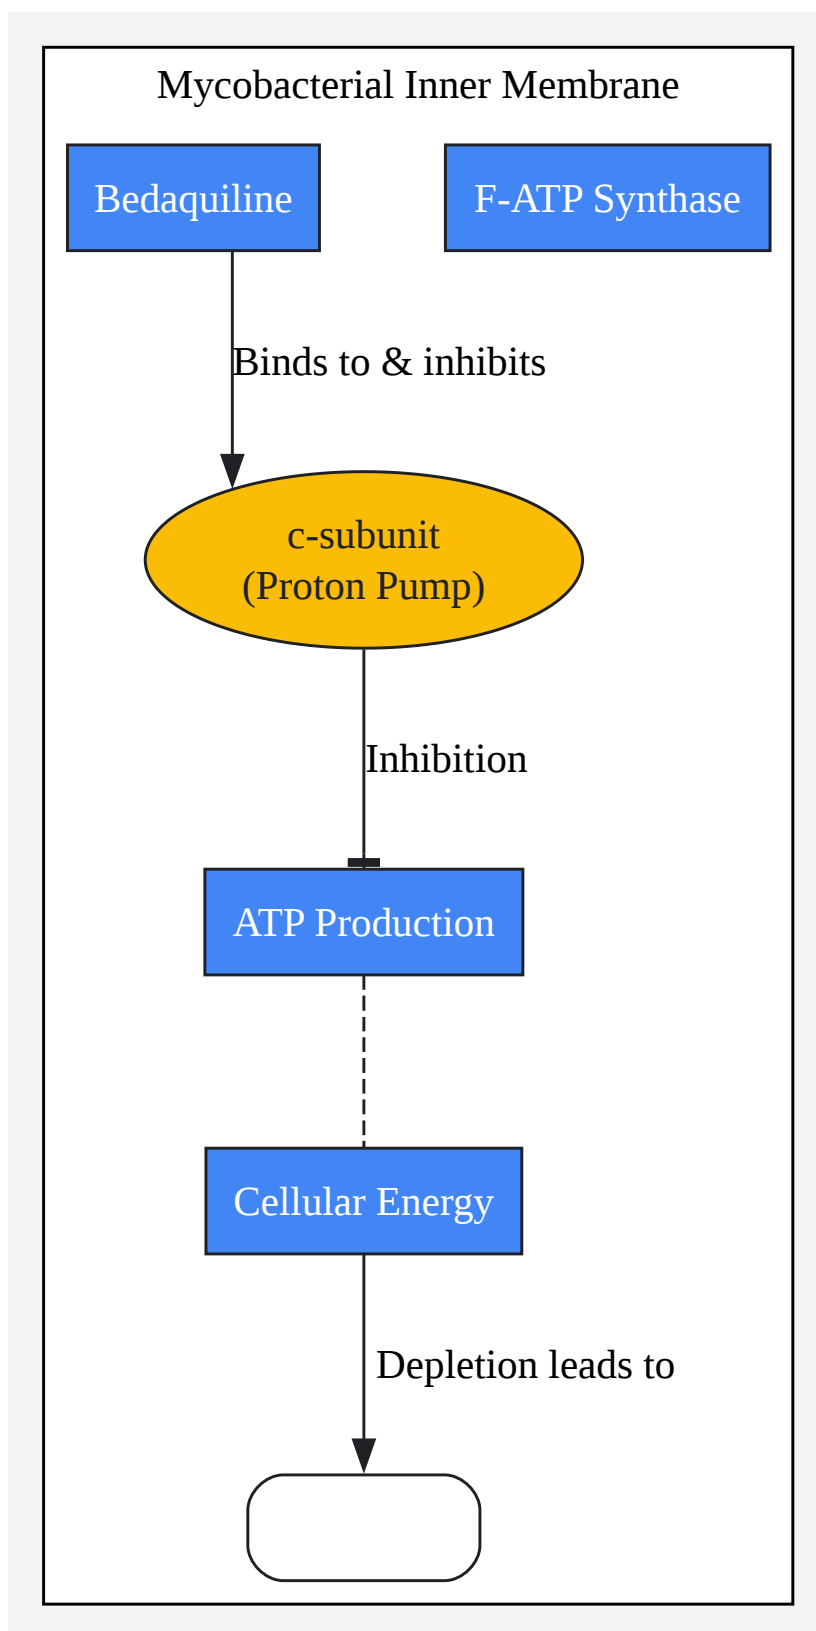 Mycobacterial Inner Membrane
Bedaquiline
F-ATP Synthase
Binds to & inhibits
c-subunit
(Proton Pump)
Inhibition
ATP Production
Cellular Energy
Depletion leads to